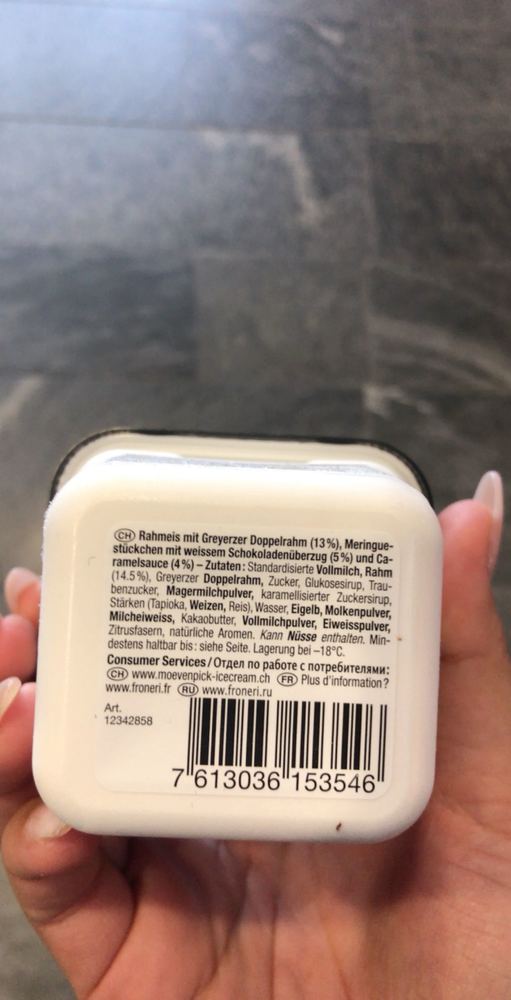 CH Rahmeis mit Greyerzer Doppelrahm (13%), Meringue-
stückchen mit weissem Schokoladenüberzug (5%) und Ca-
ramelsauce (4%) – Zutaten: Standardisierte Vollmilch, Rahm
(14.5%), Greyerzer Doppelrahm, Zucker, Glukosesirup, Trau-
benzucker, Magermilchpulver, karamellisierter Zuckersirup,
Stärken (Tapioka, Weizen, Reis), Wasser, Eigelb, Molkenpulver,
Milcheiweiss, Kakaobutter, Vollmilchpulver, Eiweisspulver,
Zitrusfasern, natürliche Aromen. Kann Nüsse enthalten. Min-
destens haltbar bis: siehe Seite. Lagerung bei –18°C.
Consumer Services / Отдел по работе с потребителями:
CH www.moevenpick-icecream.ch FR Plus d'information?
www.froneri.fr RU www.froneri.ru
Art.
12342858
7 613036 153546